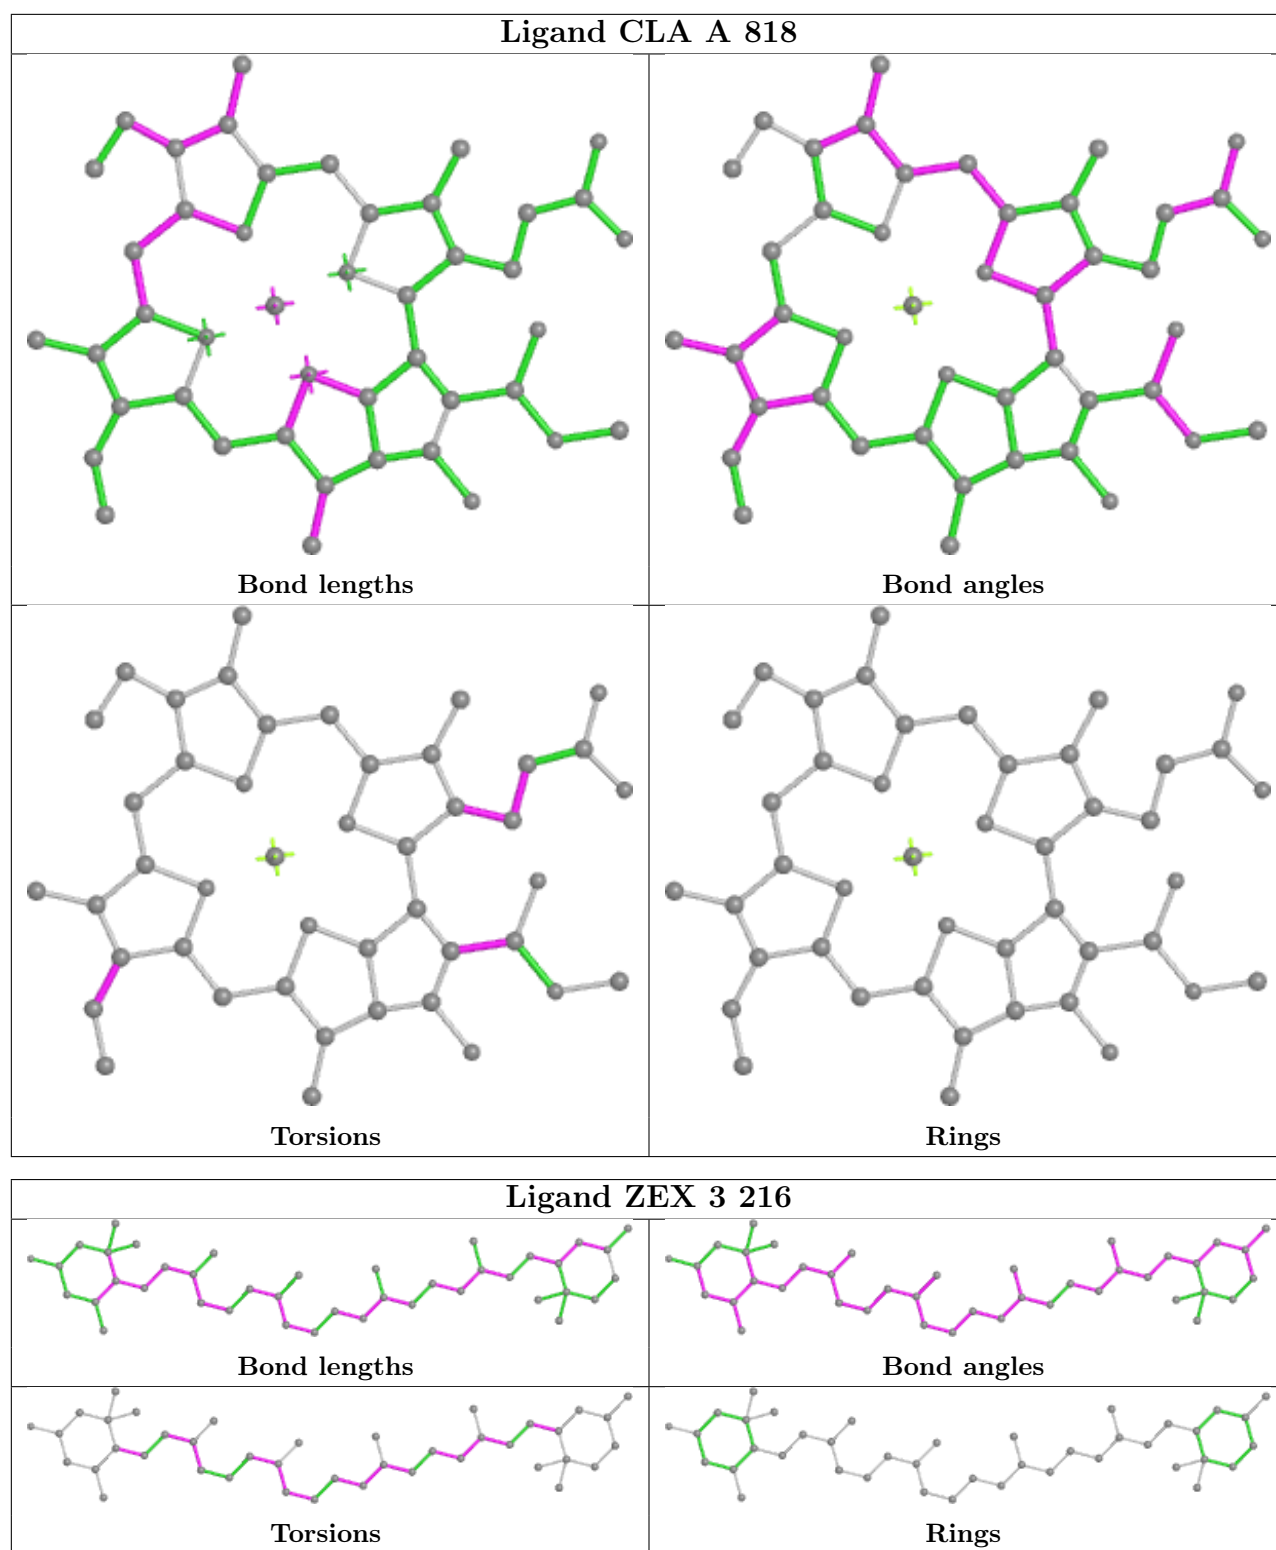 Ligand CLA A 818
Bond lengths
Bond angles
Torsions
Rings
Ligand ZEX 3 216
Bond lengths
Bond angles
Torsions
Rings